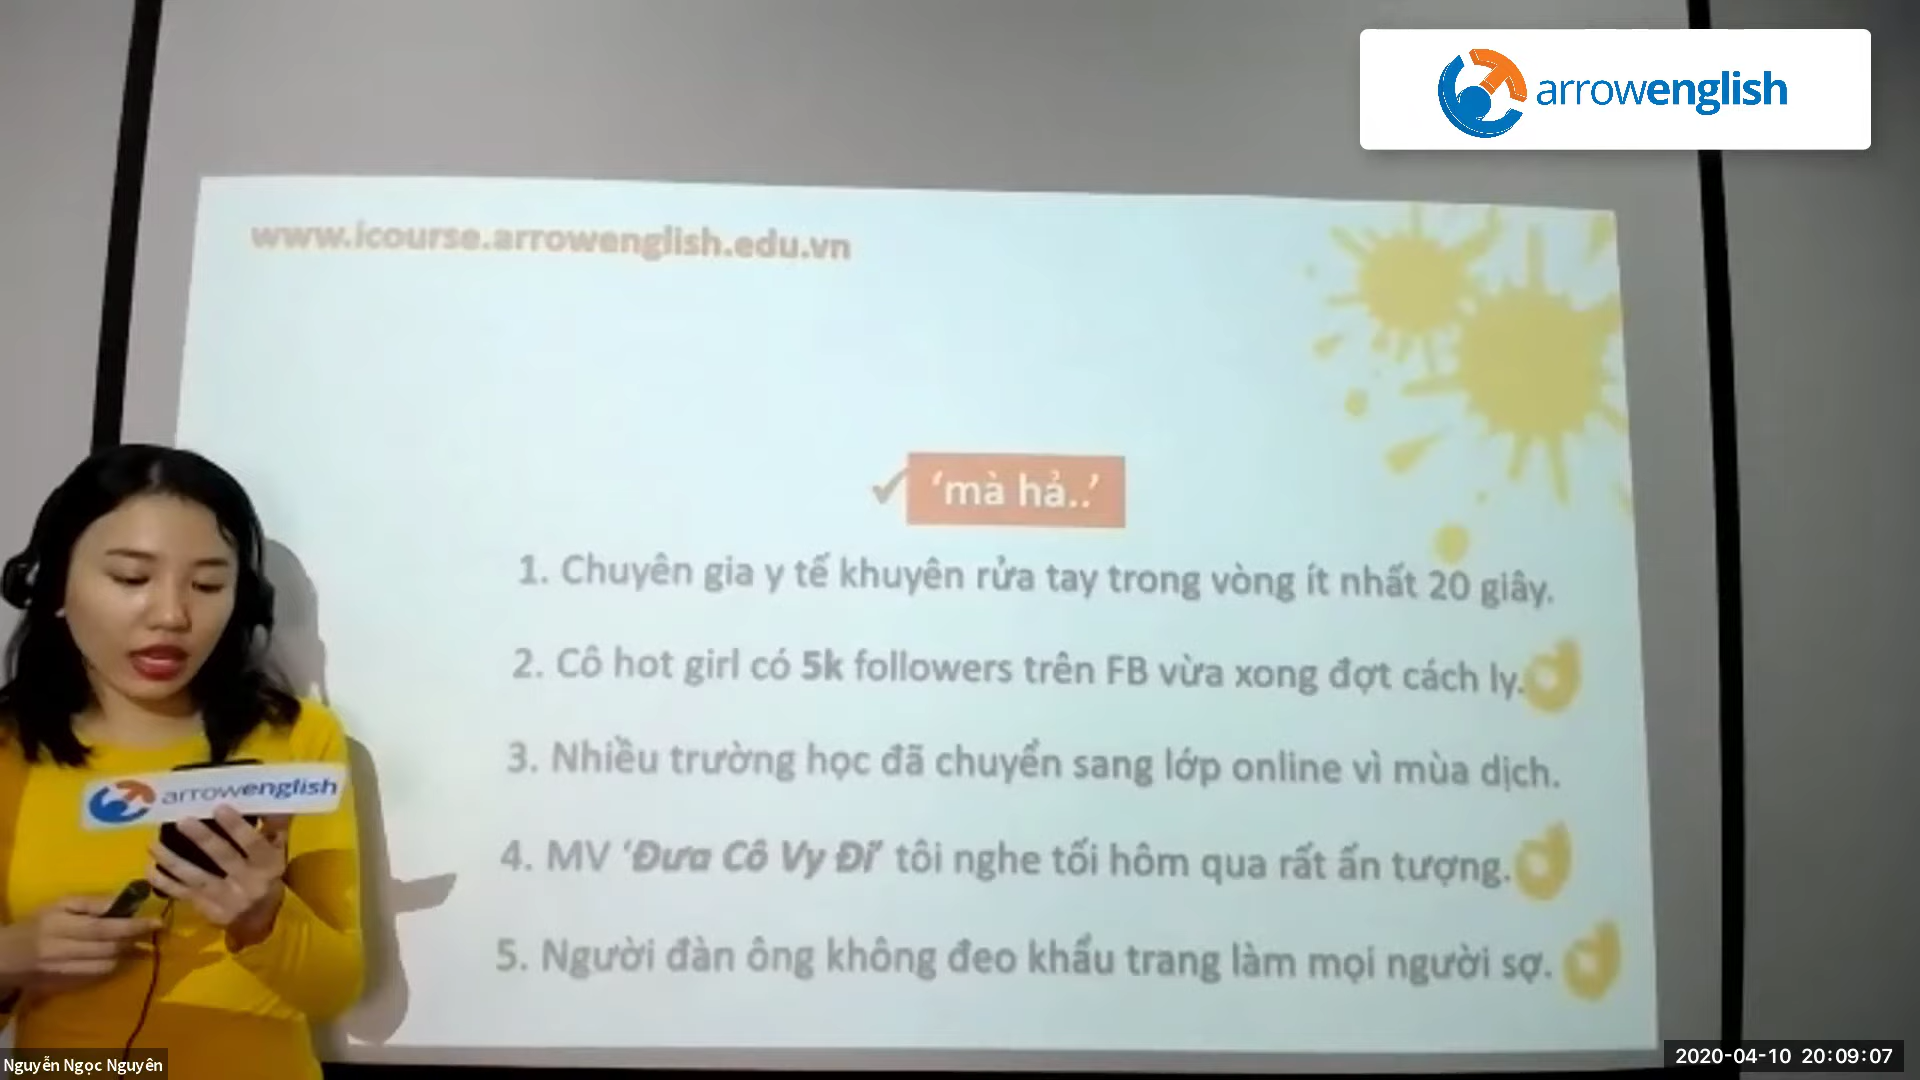 arrowenglish
www.icourse.arrowenglish.edu.vn
‘mà hả..’
1. Chuyên gia y tế khuyên rửa tay trong vòng ít nhất 20 giây.
2. Cô hot girl có 5k followers trên FB vừa xong đợt cách ly.
3. Nhiều trường học đã chuyển sang lớp online vì mùa dịch.
4. MV ‘Đưa Cô Vy Đi’ tôi nghe tối hôm qua rất ấn tượng.
5. Người đàn ông không đeo khẩu trang làm mọi người sợ.
arrowenglish
Nguyễn Ngọc Nguyên
2020-04-10 20:09:07